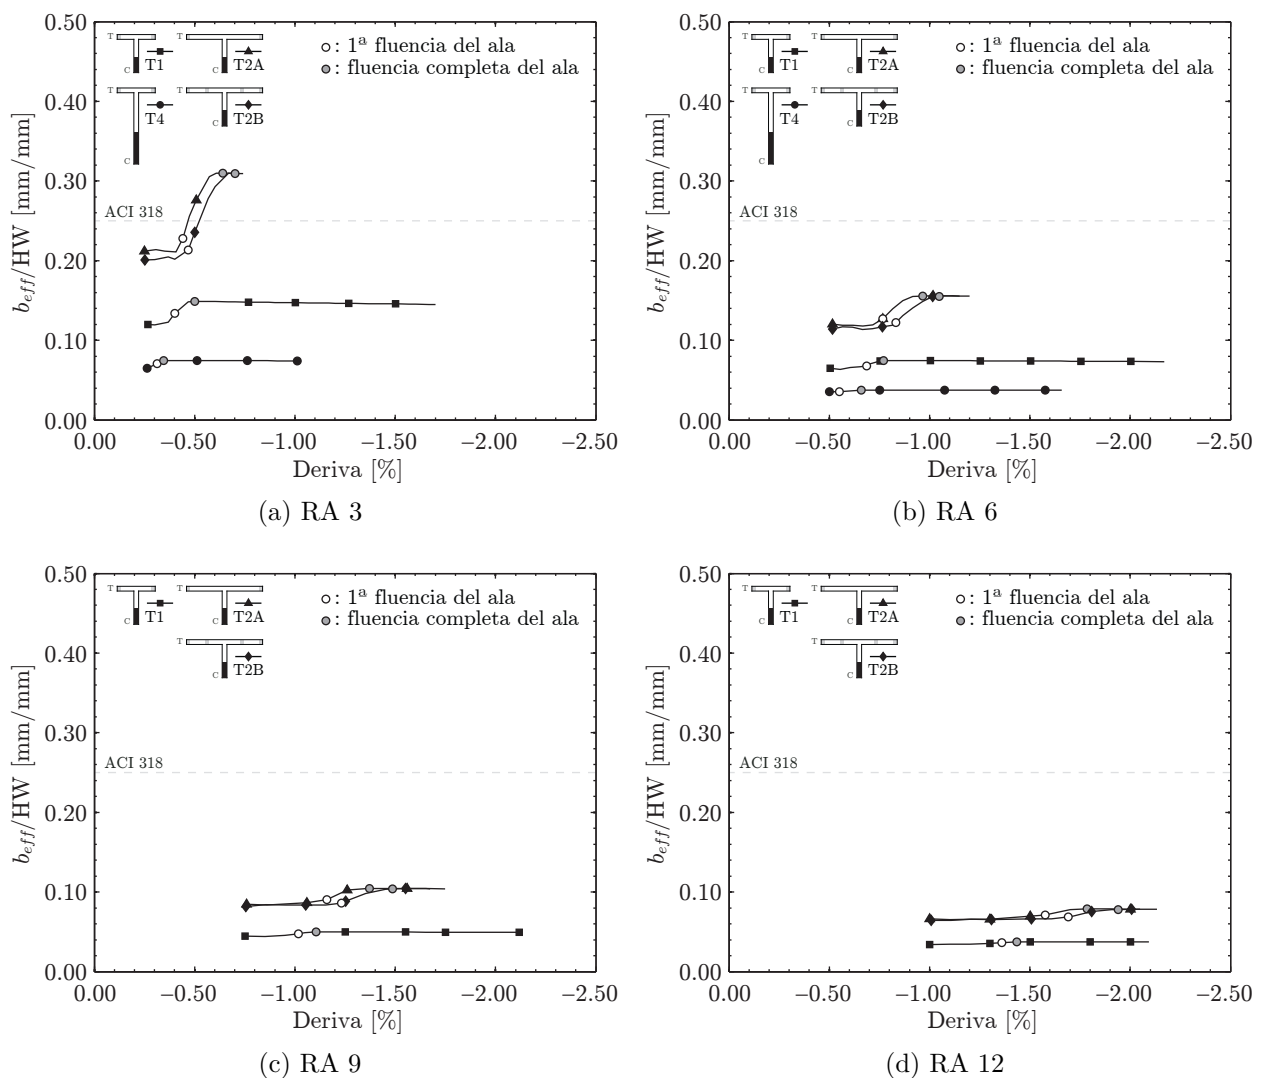 0.50
0.40
0.30
0.20
0.10
0.00
b_eff/HW [mm/mm]
T
T
C
T1
C
T2A
T
T
C
T4
C
T2B
○: 1ª fluencia del ala
●: fluencia completa del ala
ACI 318
0.00 −0.50 −1.00 −1.50 −2.00 −2.50
Deriva [%]
(a) RA 3
0.50
0.40
0.30
0.20
0.10
0.00
b_eff/HW [mm/mm]
T
T
C
T1
C
T2A
T
T
C
T4
C
T2B
○: 1ª fluencia del ala
●: fluencia completa del ala
ACI 318
0.00 −0.50 −1.00 −1.50 −2.00 −2.50
Deriva [%]
(b) RA 6
0.50
0.40
0.30
0.20
0.10
0.00
b_eff/HW [mm/mm]
T
T
C
T1
C
T2A
T
C
T2B
○: 1ª fluencia del ala
●: fluencia completa del ala
ACI 318
0.00 −0.50 −1.00 −1.50 −2.00 −2.50
Deriva [%]
(c) RA 9
0.50
0.40
0.30
0.20
0.10
0.00
b_eff/HW [mm/mm]
T
T
C
T1
C
T2A
T
C
T2B
○: 1ª fluencia del ala
●: fluencia completa del ala
ACI 318
0.00 −0.50 −1.00 −1.50 −2.00 −2.50
Deriva [%]
(d) RA 12